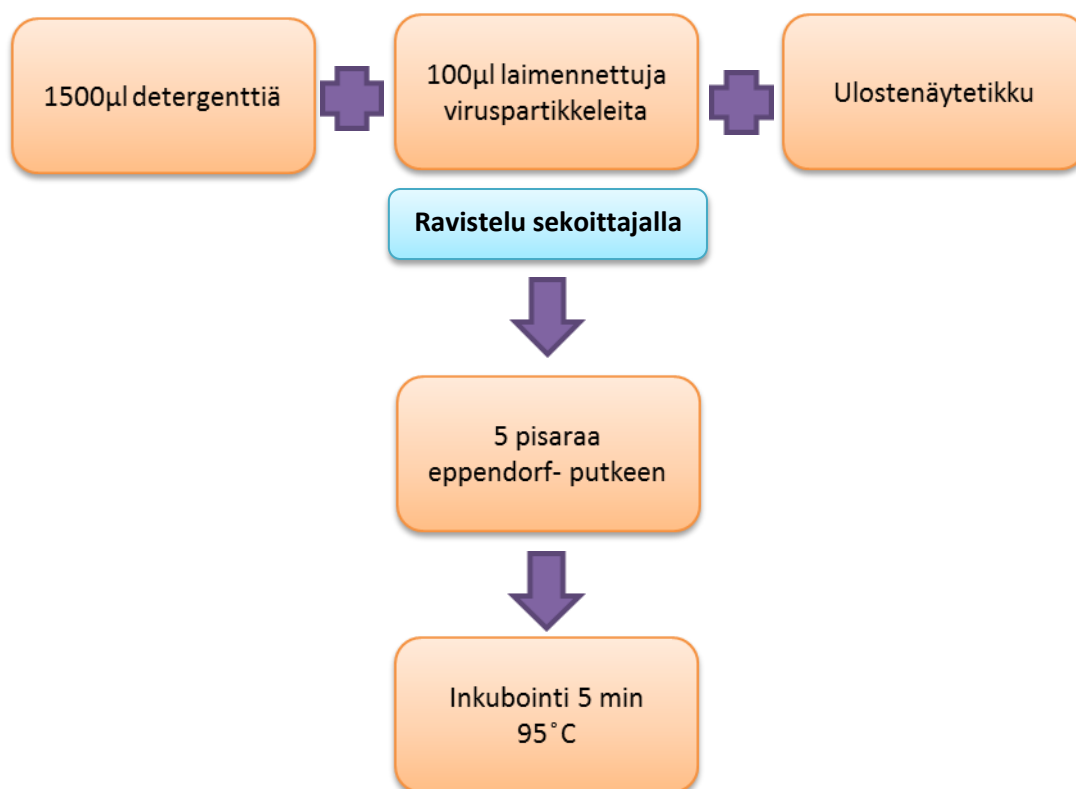 1500µl detergenttiä
100µl laimennettuja
viruspartikkeleita
Ulostenäytetikku
Ravistelu sekoittajalla
5 pisaraa
eppendorf- putkeen
Inkubointi 5 min
95˚C